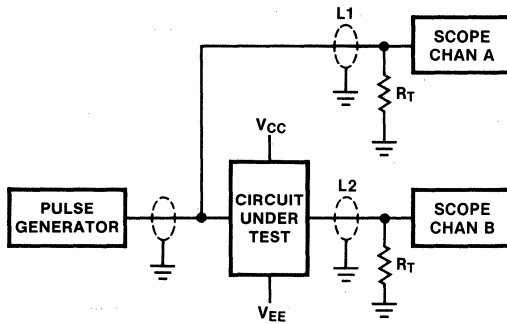 L1
SCOPE
CHAN A
RT
VCC
PULSE
GENERATOR
CIRCUIT
UNDER
TEST
L2
SCOPE
CHAN B
RT
VEE